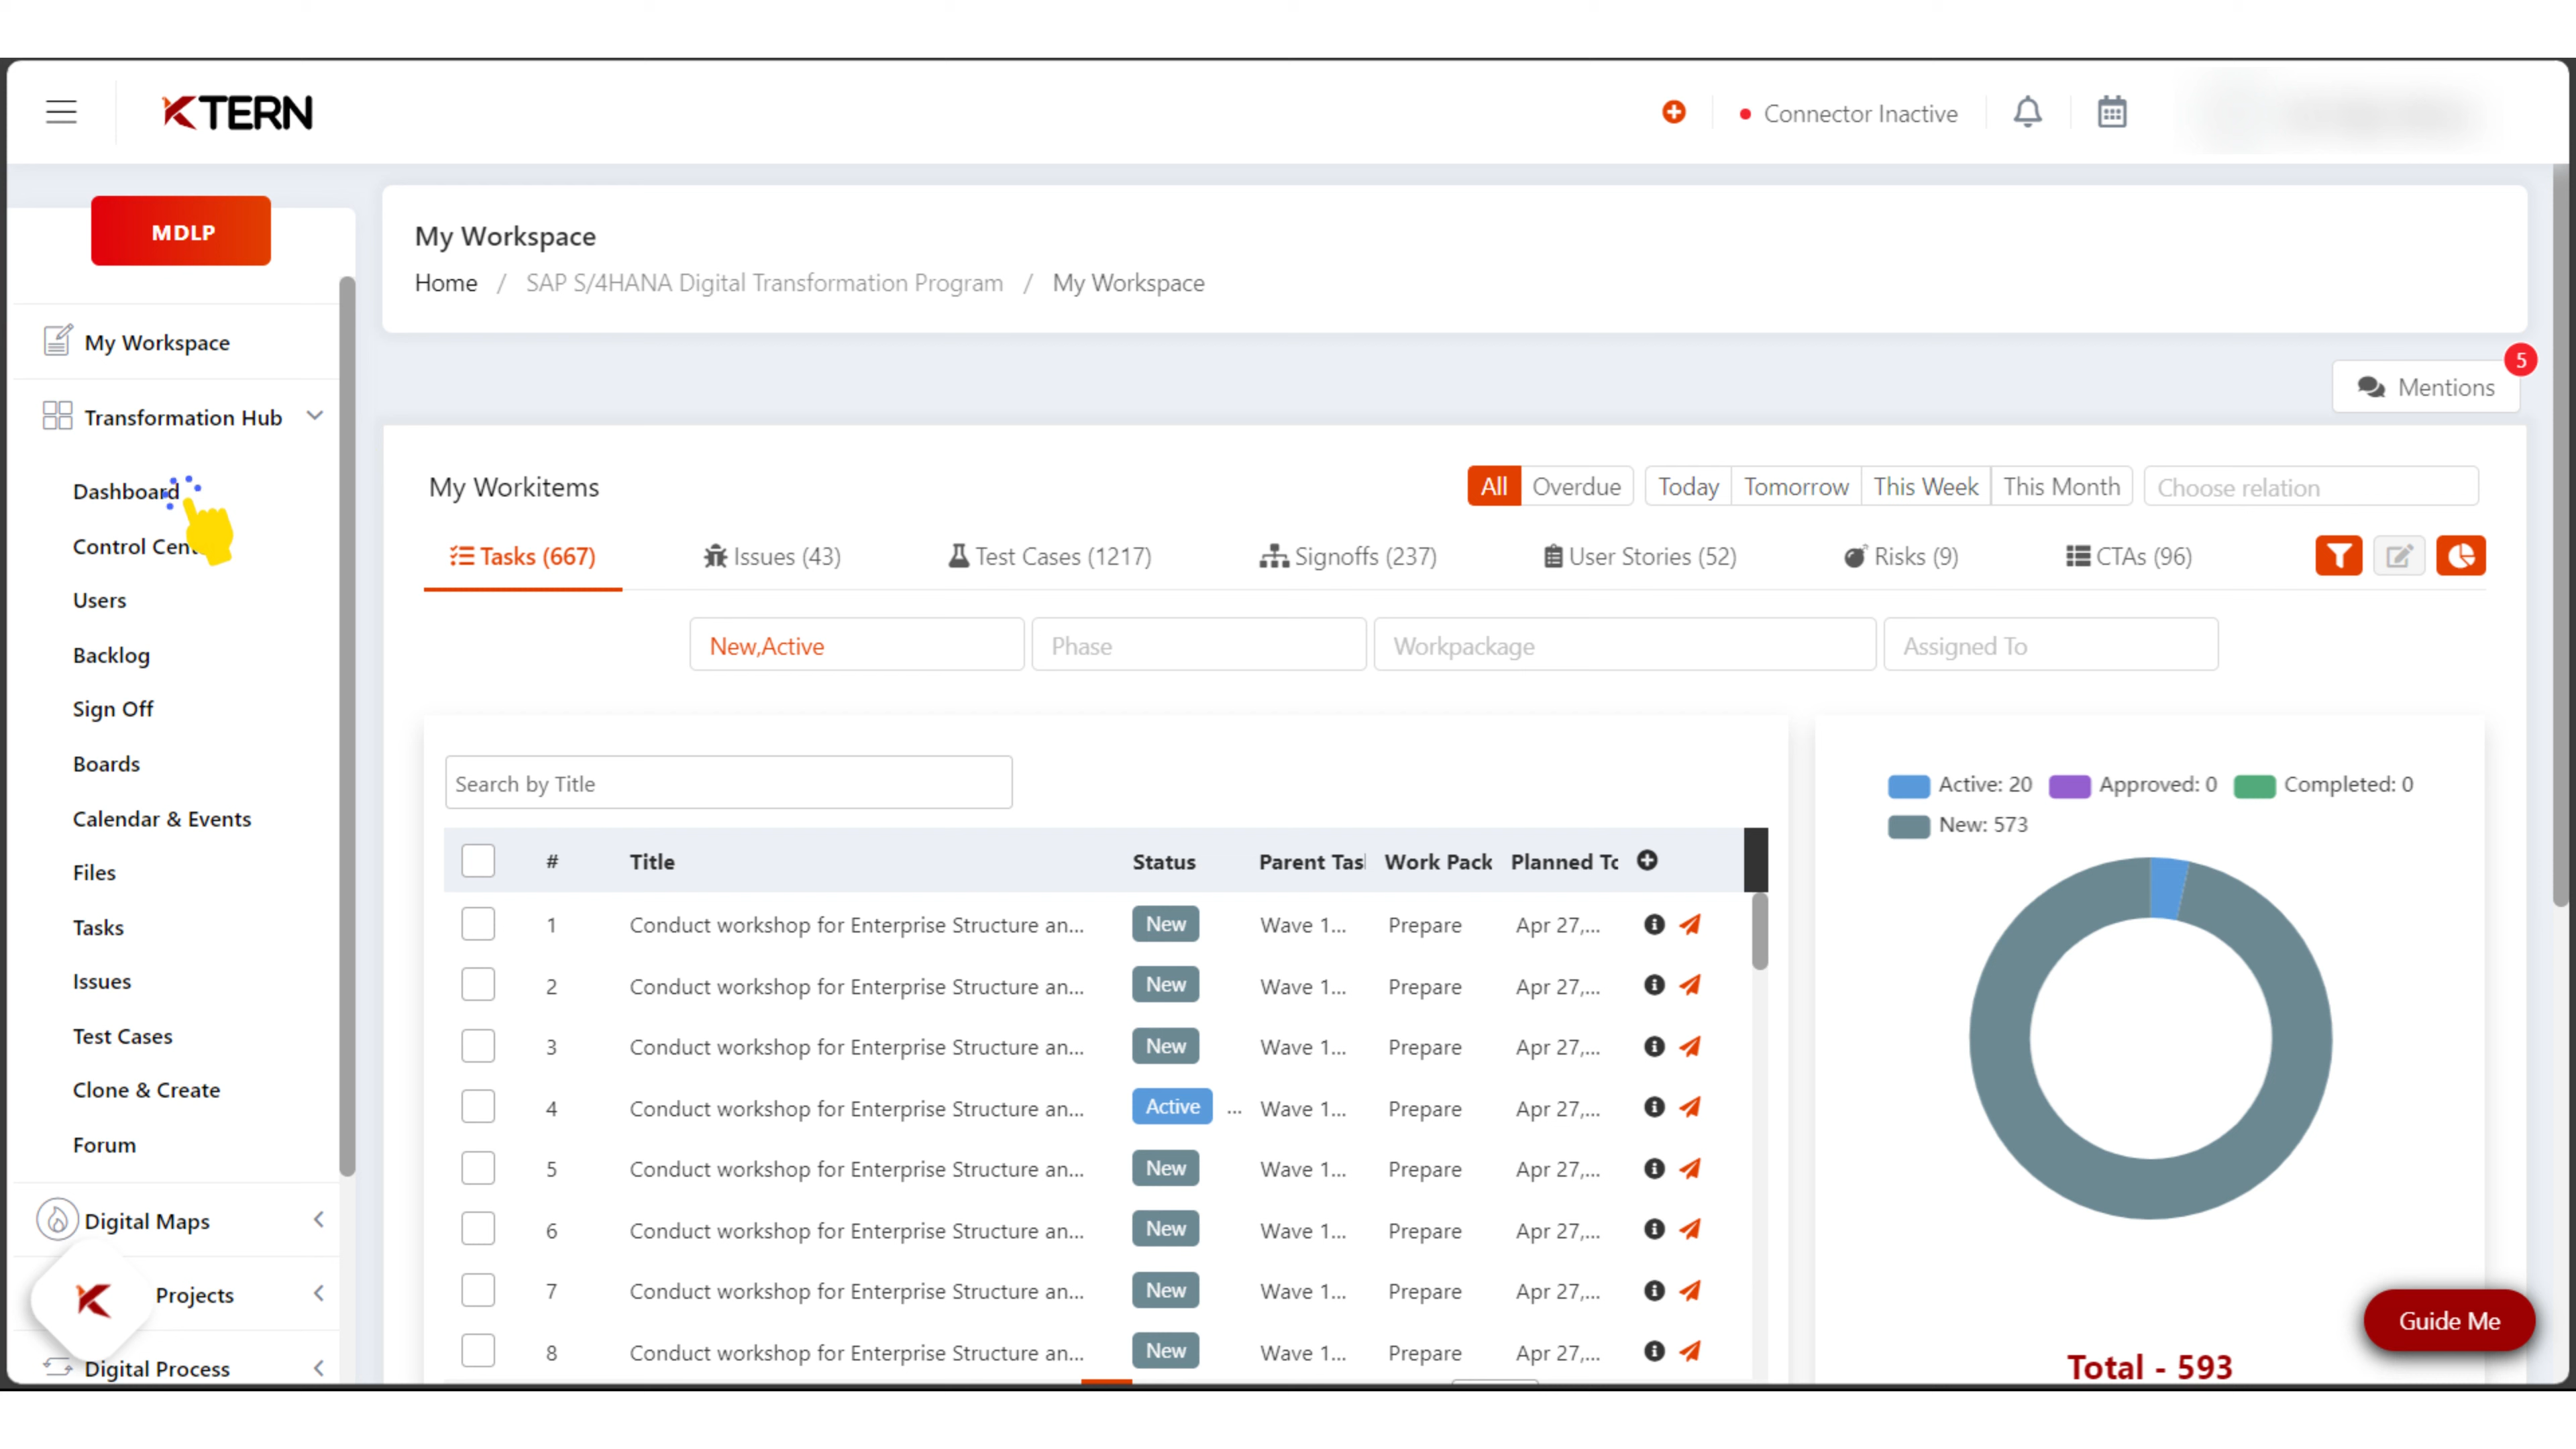 KTERN
Connector Inactive
MDLP
My Workspace
Home / SAP S/4HANA Digital Transformation Program / My Workspace
My Workspace
Transformation Hub
Dashboard
Control Cen
Users
Backlog
Sign Off
Boards
Calendar & Events
Files
Tasks
Issues
Test Cases
Clone & Create
Forum
Digital Maps
Projects
Digital Process
5
Mentions
My Workitems
All Overdue Today Tomorrow This Week This Month Choose relation
Tasks (667) Issues (43) Test Cases (1217) Signoffs (237) User Stories (52) Risks (9) CTAs (96)
New,Active Phase Workpackage Assigned To
Search by Title
# Title Status Parent Tas Work Pack Planned Tc
1 Conduct workshop for Enterprise Structure an... New Wave 1... Prepare Apr 27,...
2 Conduct workshop for Enterprise Structure an... New Wave 1... Prepare Apr 27,...
3 Conduct workshop for Enterprise Structure an... New Wave 1... Prepare Apr 27,...
4 Conduct workshop for Enterprise Structure an... Active ... Wave 1... Prepare Apr 27,...
5 Conduct workshop for Enterprise Structure an... New Wave 1... Prepare Apr 27,...
6 Conduct workshop for Enterprise Structure an... New Wave 1... Prepare Apr 27,...
7 Conduct workshop for Enterprise Structure an... New Wave 1... Prepare Apr 27,...
8 Conduct workshop for Enterprise Structure an... New Wave 1... Prepare Apr 27,...
Active: 20 Approved: 0 Completed: 0
New: 573
Total - 593
Guide Me